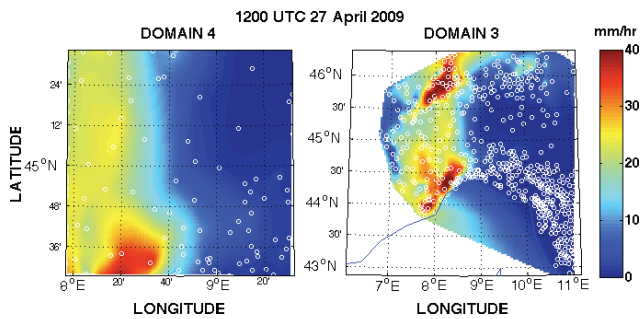 1200 UTC 27 April 2009
DOMAIN 4
DOMAIN 3
mm/hr
LATITUDE
24'
12'
45°N
48'
36'
8°E
20'
40'
9°E
20'
LONGITUDE
46°N
30'
45°N
30'
44°N
30'
43°N
7°E
8°E
9°E
10°E
11°E
LONGITUDE
40
30
20
10
0